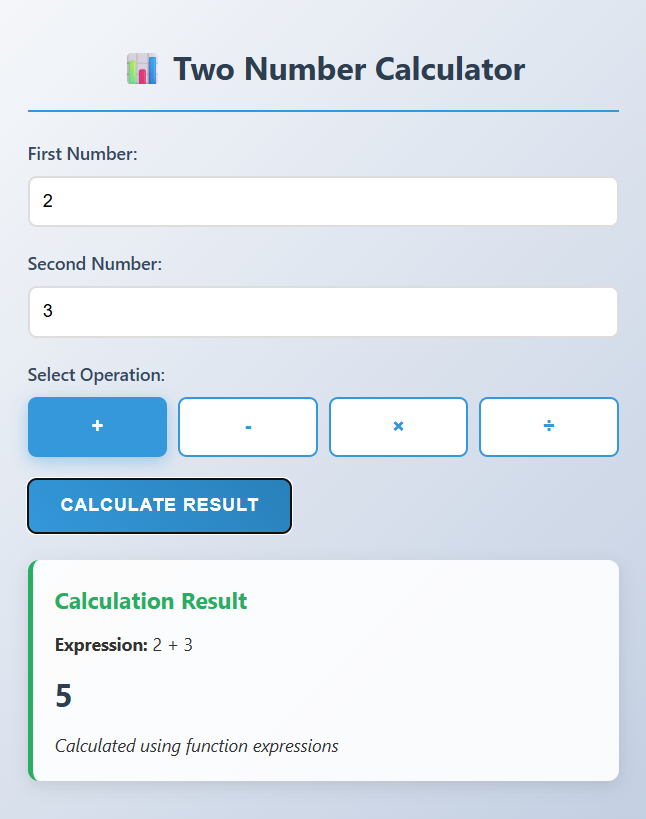 Two Number Calculator
First Number:
2
Second Number:
3
Select Operation:
+ - × ÷
CALCULATE RESULT
Calculation Result
Expression: 2 + 3
5
Calculated using function expressions